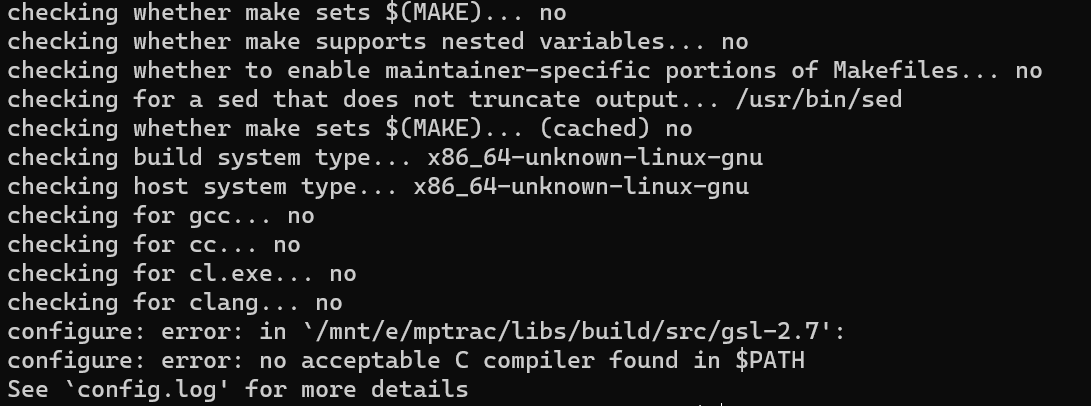 checking whether make sets $(MAKE)... no
checking whether make supports nested variables... no
checking whether to enable maintainer-specific portions of Makefiles... no
checking for a sed that does not truncate output... /usr/bin/sed
checking whether make sets $(MAKE)... (cached) no
checking build system type... x86_64-unknown-linux-gnu
checking host system type... x86_64-unknown-linux-gnu
checking for gcc... no
checking for cc... no
checking for cl.exe... no
checking for clang... no
configure: error: in `/mnt/e/mptrac/libs/build/src/gsl-2.7':
configure: error: no acceptable C compiler found in $PATH
See `config.log' for more details